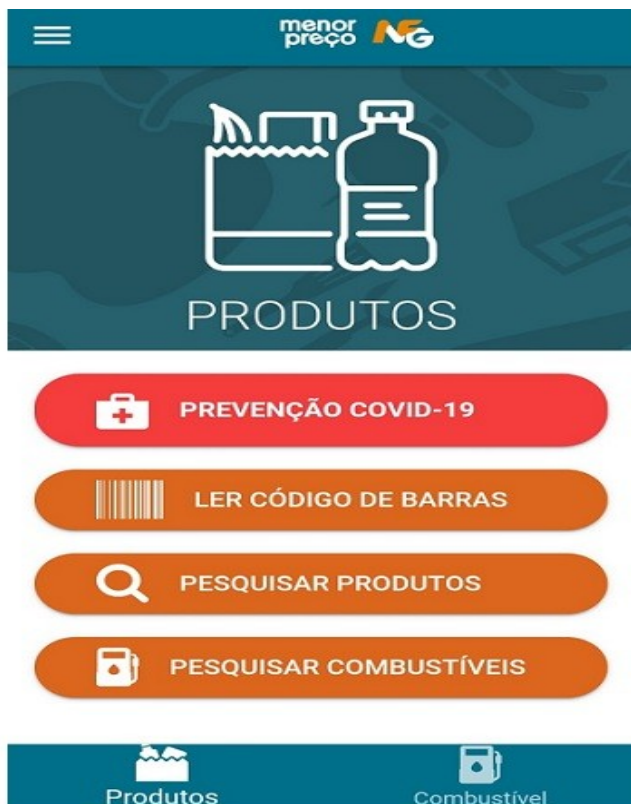 menor
preço NFG
PRODUTOS
PREVENÇÃO COVID-19
LER CÓDIGO DE BARRAS
PESQUISAR PRODUTOS
PESQUISAR COMBUSTÍVEIS
Produtos Combustível